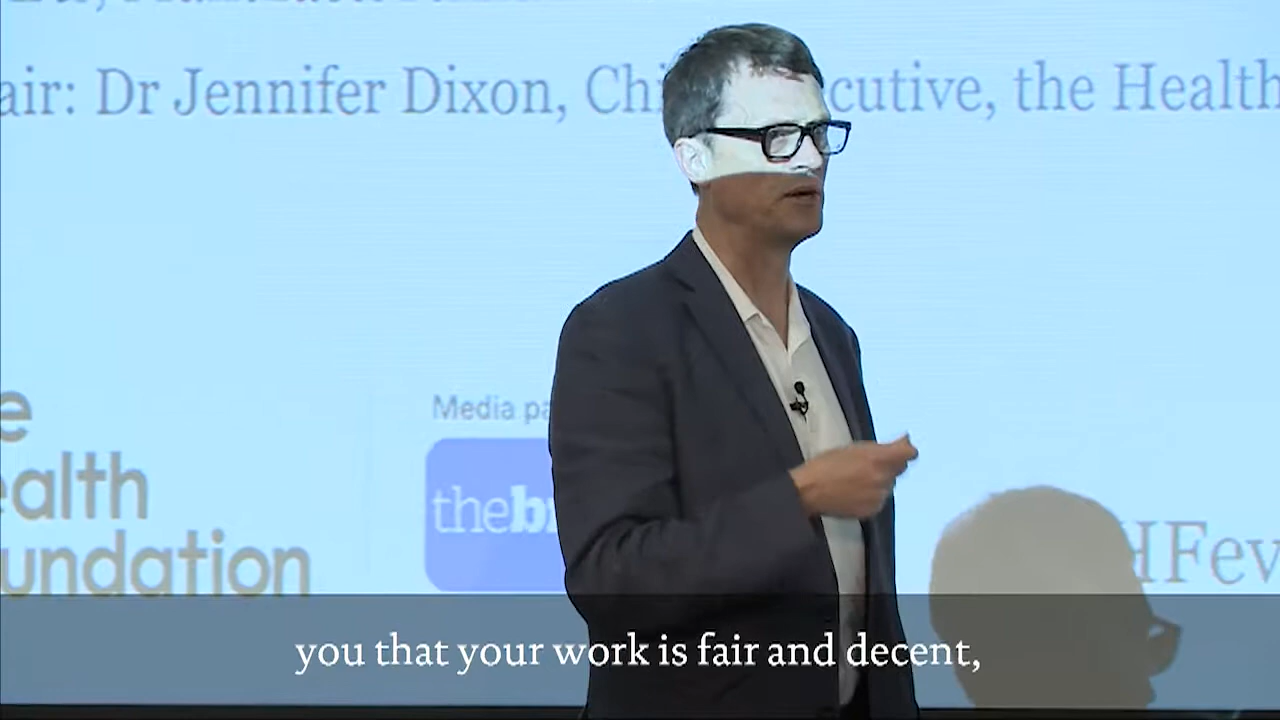 air: Dr Jennifer Dixon, Chi cutive, the Health
e
ealth
undation
Media pa
theb
HFev
you that your work is fair and decent,